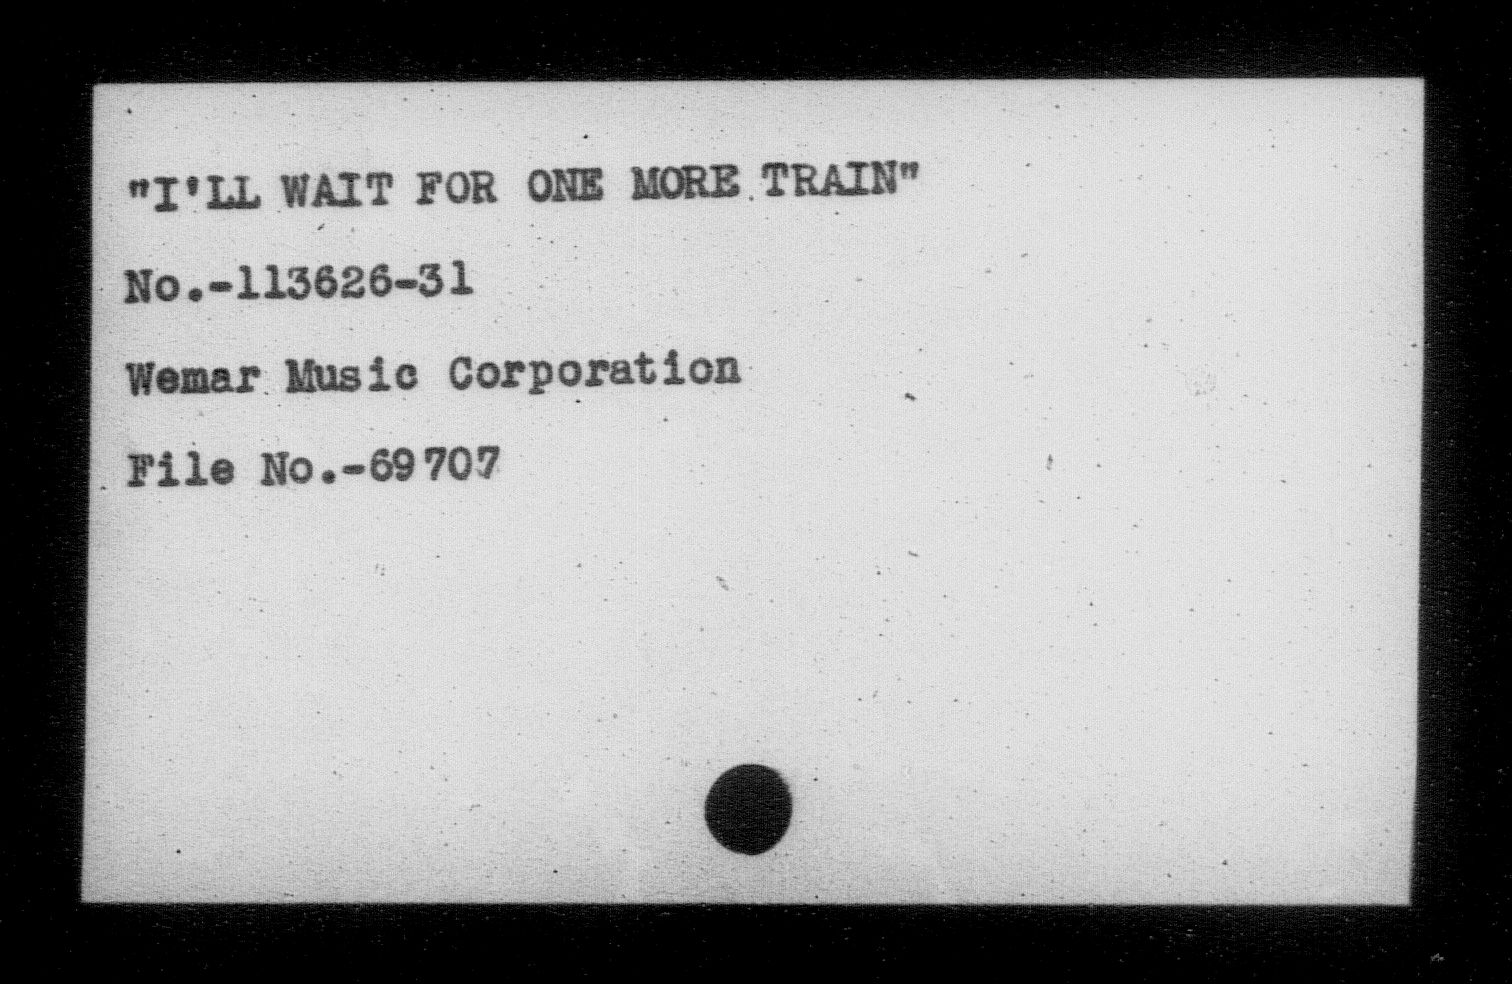 "I'LL WAIT FOR ONE MORE TRAIN"
No.-113626-31
Wemar Music Corporation
File No.-69707